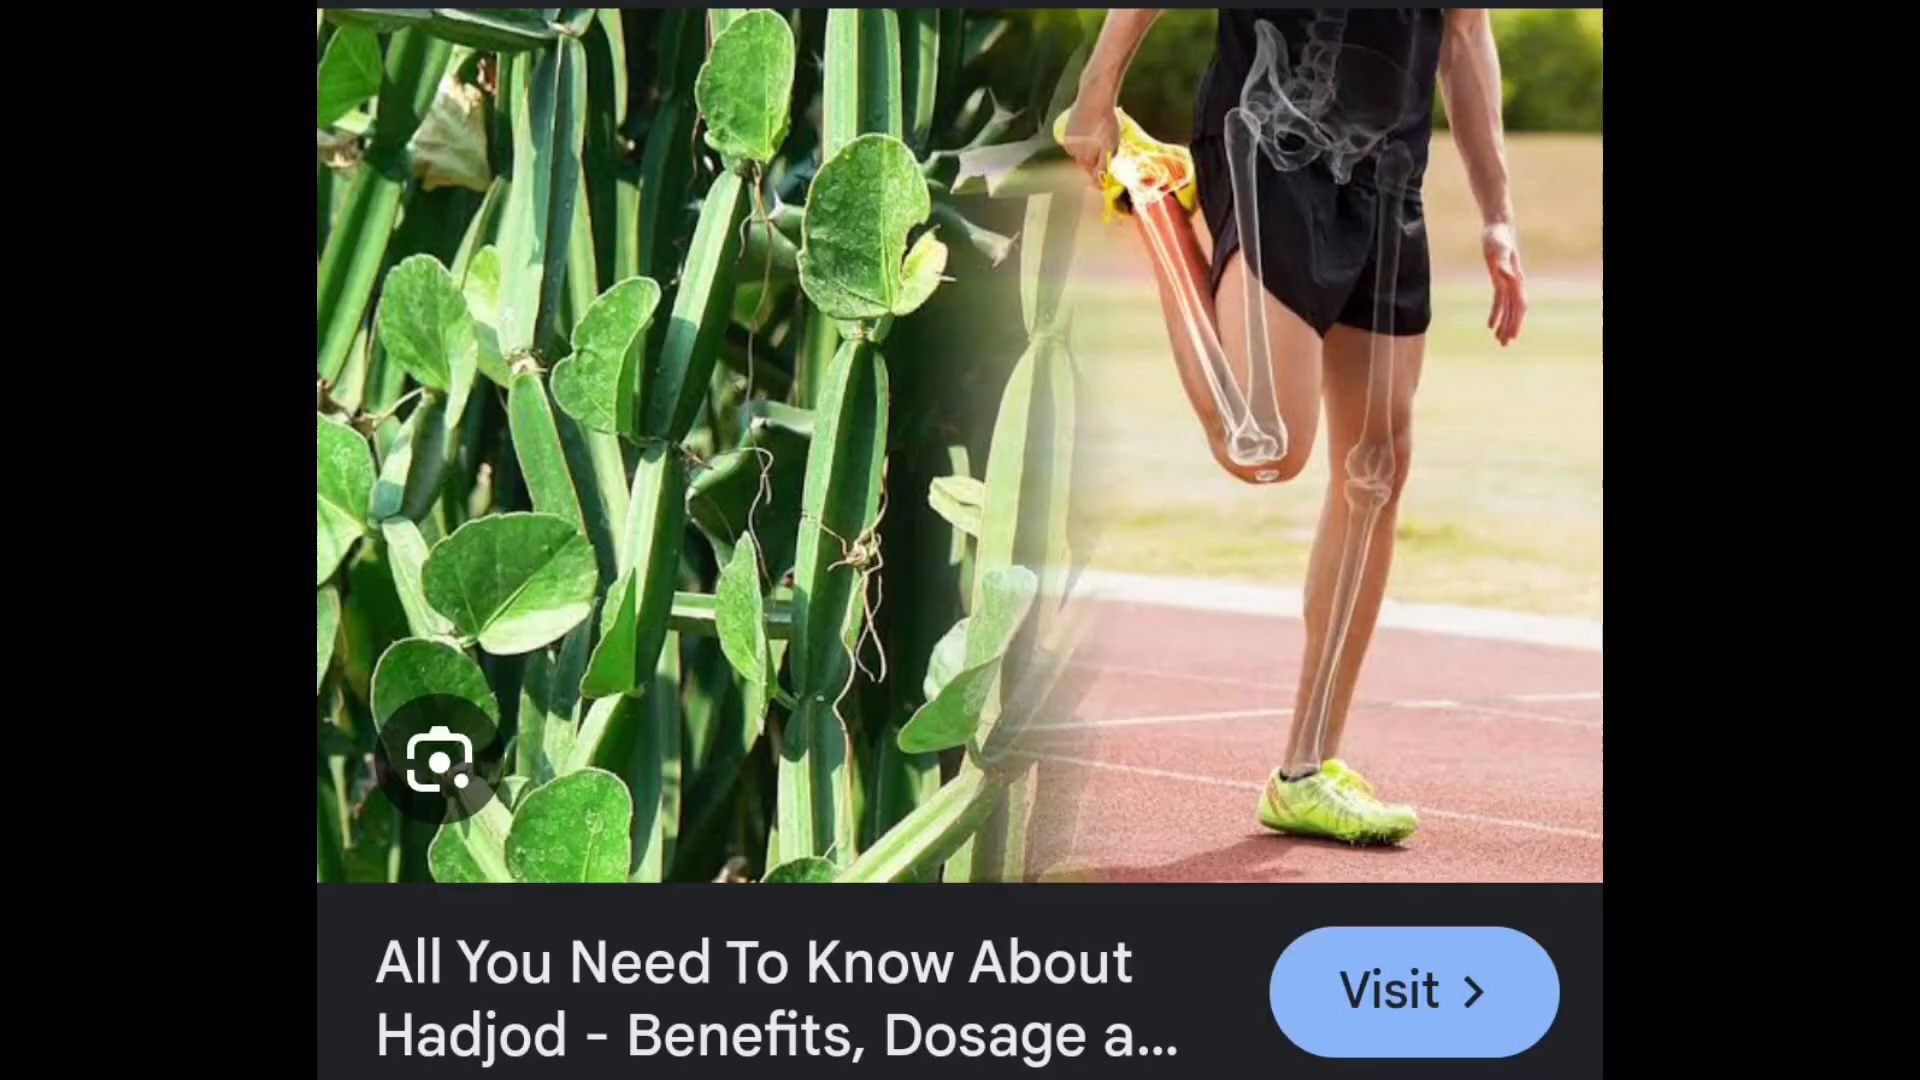 All You Need To Know About
Hadjod - Benefits, Dosage a...
Visit >